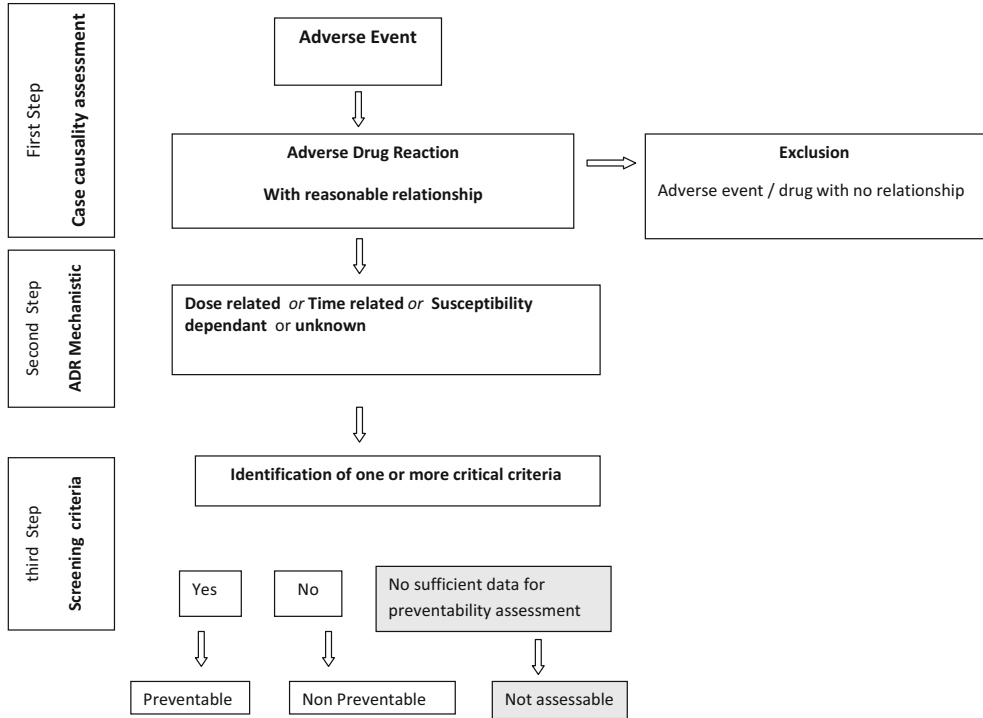 First Step
Case causality assessment
Adverse Event
Adverse Drug Reaction
With reasonable relationship
Exclusion
Adverse event / drug with no relationship
Second Step
ADR Mechanistic
Dose related or Time related or Susceptibility
dependant or unknown
third Step
Screening criteria
Identification of one or more critical criteria
Yes
No
No sufficient data for
preventability assessment
Preventable
Non Preventable
Not assessable